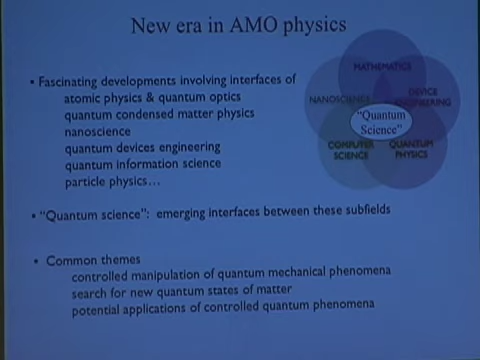 New era in AMO physics
• Fascinating developments involving interfaces of
atomic physics & quantum optics
quantum condensed matter physics
nanoscience
quantum devices engineering
quantum information science
particle physics…
• "Quantum science": emerging interfaces between these subfields
• Common themes
controlled manipulation of quantum mechanical phenomena
search for new quantum states of matter
potential applications of controlled quantum phenomena
MATHEMATICS
NANOSCIENCE
DEVICE
ENGINEERING
"Quantum
Science"
COMPUTER
SCIENCE
QUANTUM
PHYSICS